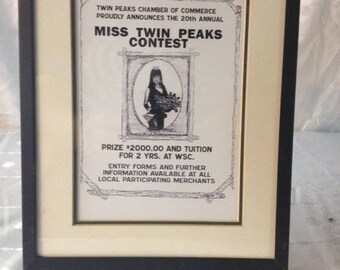 TWIN PEAKS CHAMBER OF COMMERCE
PROUDLY ANNOUNCES THE 20th ANNUAL
MISS TWIN PEAKS
CONTEST
PRIZE $2000.00 AND TUITION
FOR 2 YRS. AT WSC.
ENTRY FORMS AND FURTHER
INFORMATION AVAILABLE AT ALL
LOCAL PARTICIPATING MERCHANTS